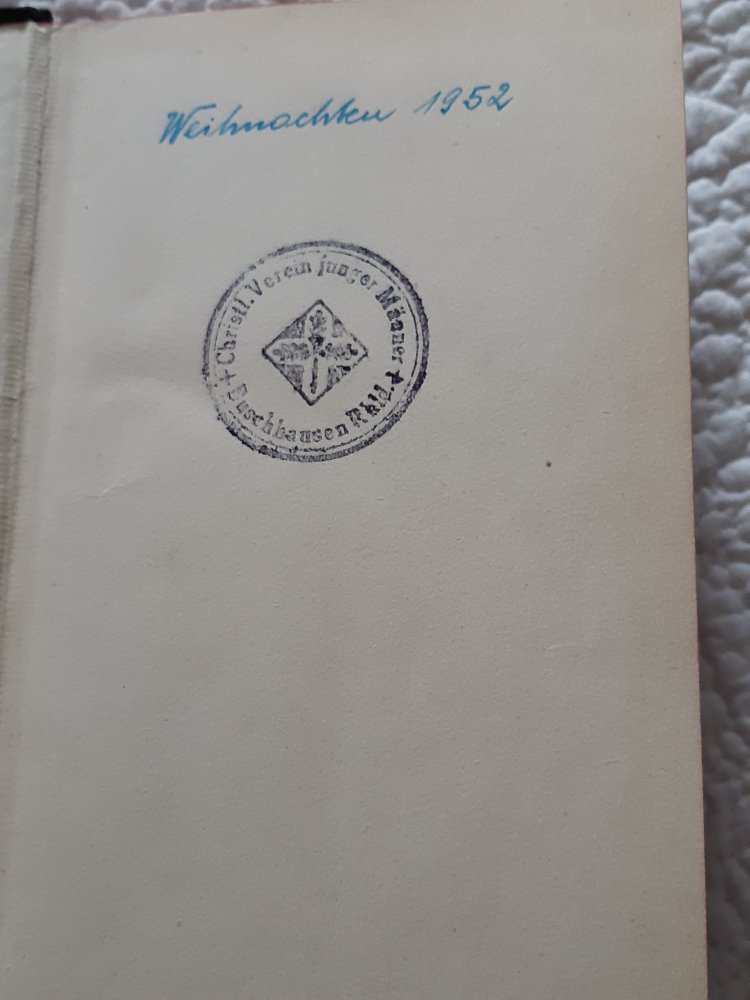 Weihnachten 1952
Christl. Verein junger Männer
Buschhausen Rhld.